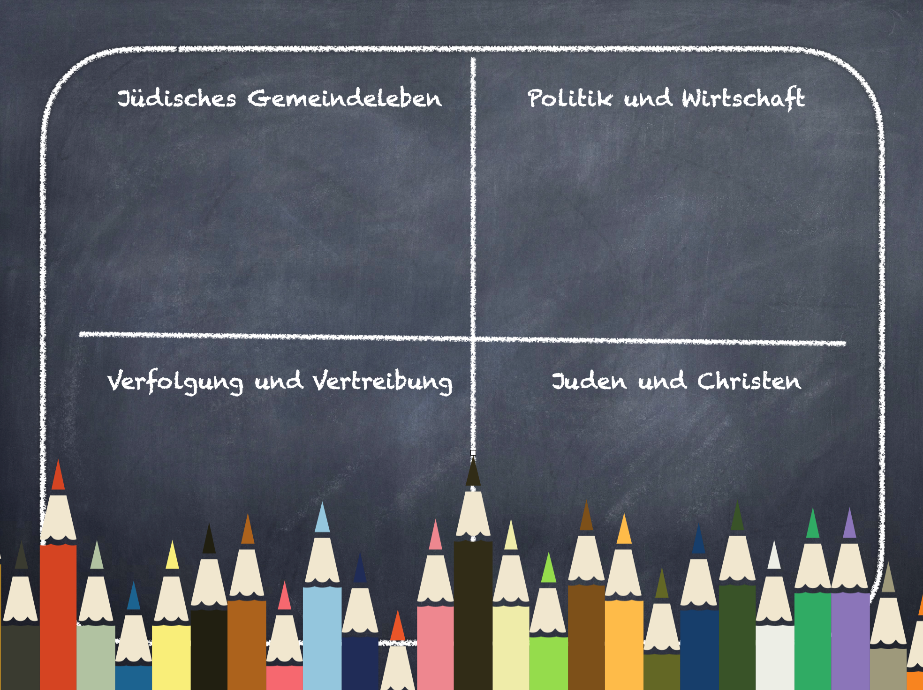 Jüdisches Gemeindeleben
Politik und Wirtschaft
Verfolgung und Vertreibung
Juden und Christen